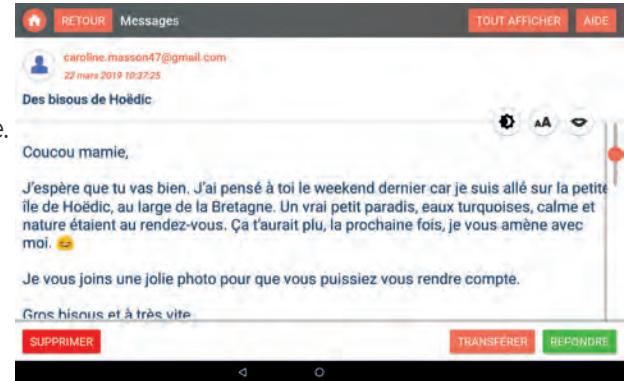 RETOUR Messages TOUT AFFICHER AIDE
caroline.masson47@gmail.com
22 mars 2019 10:37:25
Des bisous de Hoëdic
e.
AA
Coucou mamie,
J'espère que tu vas bien. J'ai pensé à toi le weekend dernier car je suis allé sur la petite
île de Hoëdic, au large de la Bretagne. Un vrai petit paradis, eaux turquoises, calme et
nature étaient au rendez-vous. Ça t'aurait plu, la prochaine fois, je vous amène avec
moi. 😊
Je vous joins une jolie photo pour que vous puissiez vous rendre compte.
Gros bisous et à très vite
SUPPRIMER TRANSFÉRER REPONDRE